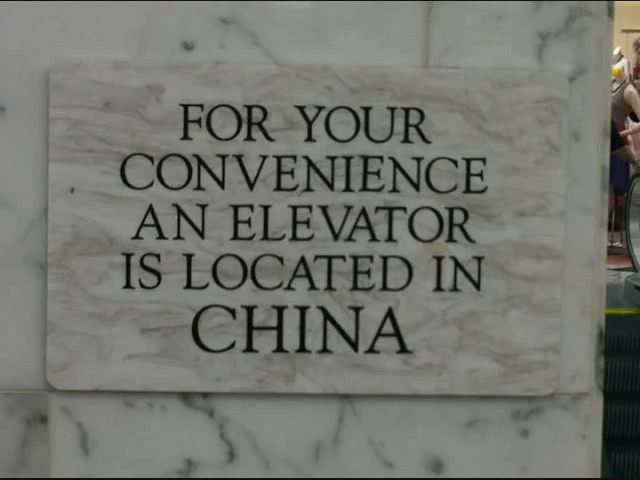 FOR YOUR
CONVENIENCE
AN ELEVATOR
IS LOCATED IN
CHINA